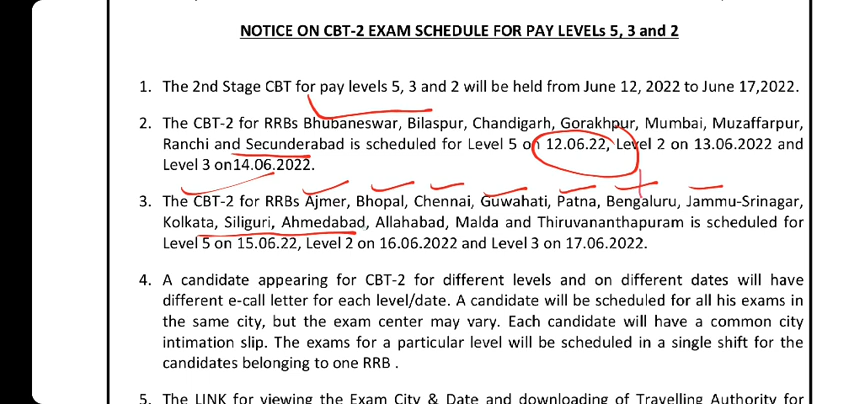 NOTICE ON CBT-2 EXAM SCHEDULE FOR PAY LEVELs 5, 3 and 2
1. The 2nd Stage CBT for pay levels 5, 3 and 2 will be held from June 12, 2022 to June 17,2022.
2. The CBT-2 for RRBs Bhubaneswar, Bilaspur, Chandigarh, Gorakhpur, Mumbai, Muzaffarpur,
Ranchi and Secunderabad is scheduled for Level 5 on 12.06.22, Level 2 on 13.06.2022 and
Level 3 on14.06.2022.
3. The CBT-2 for RRBs Ajmer, Bhopal, Chennai, Guwahati, Patna, Bengaluru, Jammu-Srinagar,
Kolkata, Siliguri, Ahmedabad, Allahabad, Malda and Thiruvananthapuram is scheduled for
Level 5 on 15.06.22, Level 2 on 16.06.2022 and Level 3 on 17.06.2022.
4. A candidate appearing for CBT-2 for different levels and on different dates will have
different e-call letter for each level/date. A candidate will be scheduled for all his exams in
the same city, but the exam center may vary. Each candidate will have a common city
intimation slip. The exams for a particular level will be scheduled in a single shift for the
candidates belonging to one RRB .
5. The LINK for viewing the Exam City & Date and downloading of Travelling Authority for